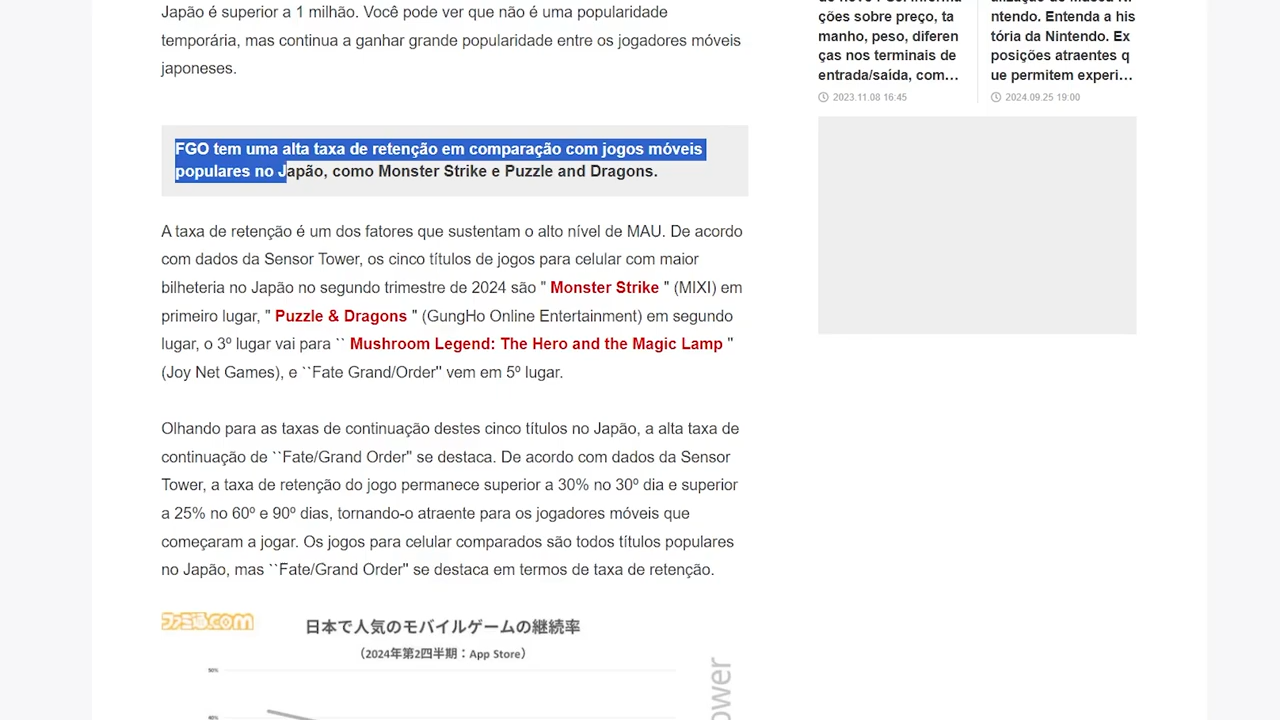 Japão é superior a 1 milhão. Você pode ver que não é uma popularidade
temporária, mas continua a ganhar grande popularidade entre os jogadores móveis
japoneses.
FGO tem uma alta taxa de retenção em comparação com jogos móveis
populares no Japão, como Monster Strike e Puzzle and Dragons.
A taxa de retenção é um dos fatores que sustentam o alto nível de MAU. De acordo
com dados da Sensor Tower, os cinco títulos de jogos para celular com maior
bilheteria no Japão no segundo trimestre de 2024 são " Monster Strike " (MIXI) em
primeiro lugar, " Puzzle & Dragons " (GungHo Online Entertainment) em segundo
lugar, o 3º lugar vai para `` Mushroom Legend: The Hero and the Magic Lamp "
(Joy Net Games), e ``Fate Grand/Order" vem em 5º lugar.
Olhando para as taxas de continuação destes cinco títulos no Japão, a alta taxa de
continuação de ``Fate/Grand Order" se destaca. De acordo com dados da Sensor
Tower, a taxa de retenção do jogo permanece superior a 30% no 30º dia e superior
a 25% no 60º e 90º dias, tornando-o atraente para os jogadores móveis que
começaram a jogar. Os jogos para celular comparados são todos títulos populares
no Japão, mas ``Fate/Grand Order" se destaca em termos de taxa de retenção.
ファミ通.com
日本で人気のモバイルゲームの継続率
（2024年第2四半期：App Store）
ower
ções sobre preço, ta
manho, peso, diferen
ças nos terminais de
entrada/saída, com…
2023.11.08 16:45
ntendo. Entenda a his
tória da Nintendo. Ex
posições atraentes q
ue permitem experi…
2024.09.25 19:00